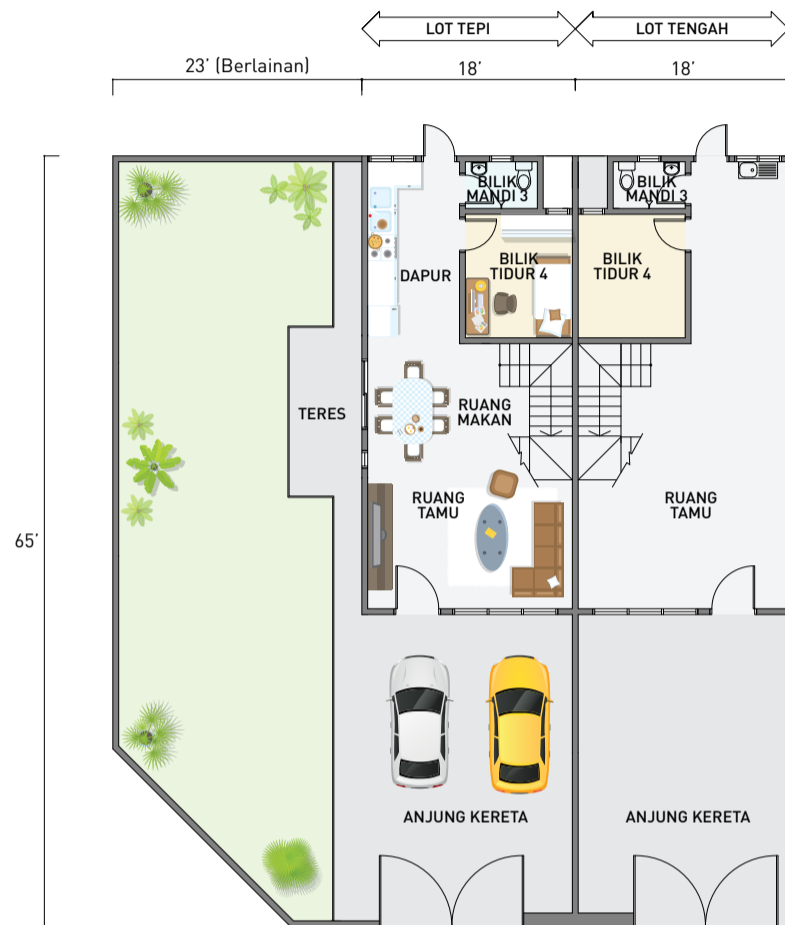 LOT TEPI
LOT TENGAH
23' (Berlainan)
18'
18'
BILIK
MANDI 3
BILIK
MANDI 3
DAPUR
BILIK
TIDUR 4
BILIK
TIDUR 4
TERES
RUANG
MAKAN
RUANG
TAMU
RUANG
TAMU
65'
ANJUNG KERETA
ANJUNG KERETA